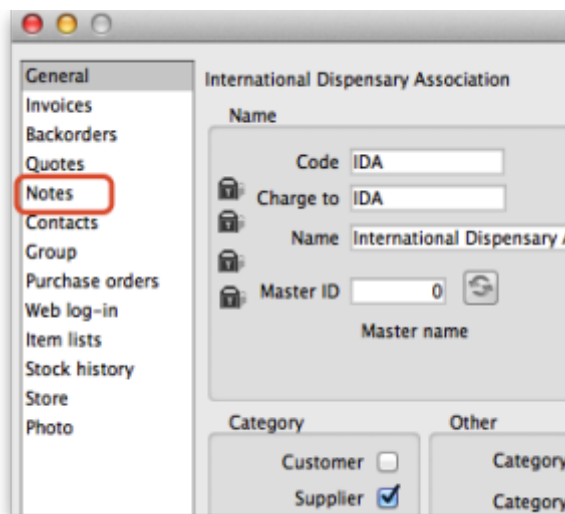 General
Invoices
Backorders
Quotes
Notes
Contacts
Group
Purchase orders
Web log-in
Item lists
Stock history
Store
Photo
International Dispensary Association
Name
Code IDA
Charge to IDA
Name International Dispensary
Master ID 0
Master name
Category
Customer
Supplier
Other
Category
Category